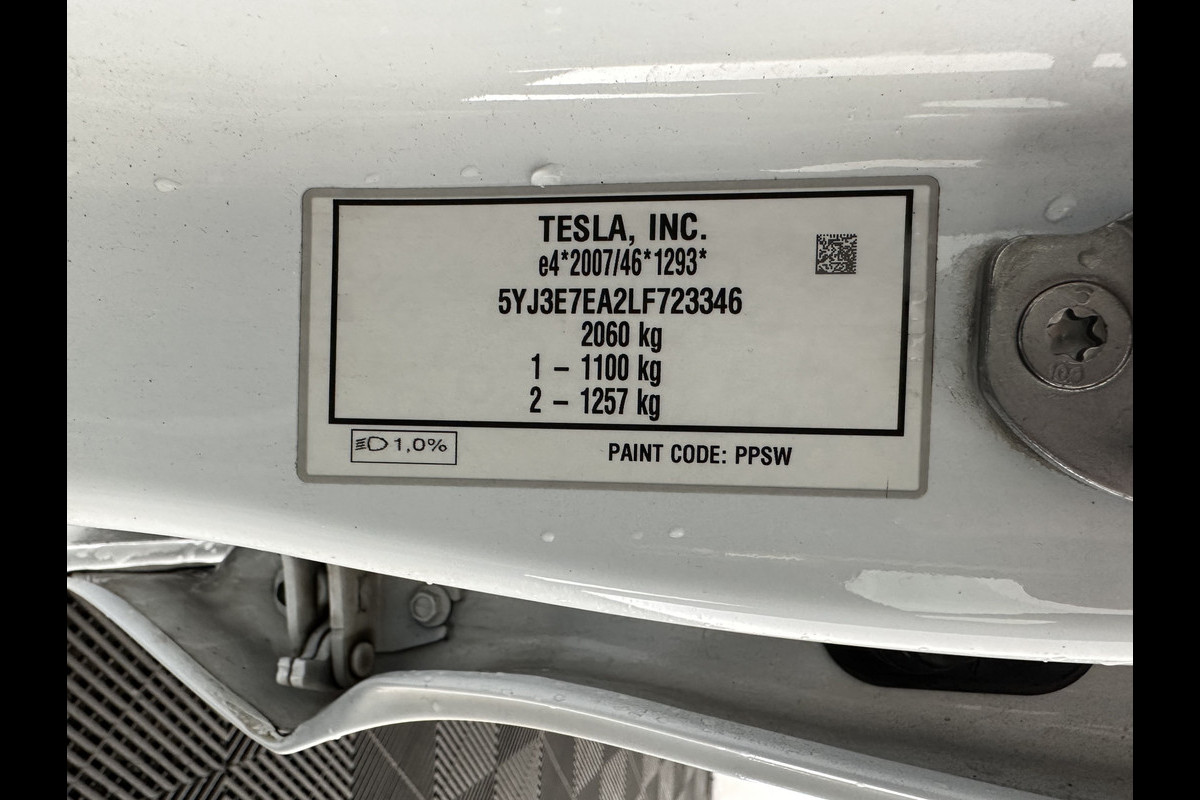 TESLA, INC.
e4*2007/46*1293*
5YJ3E7EA2LF723346
2060 kg
1 – 1100 kg
2 – 1257 kg
1,0%
PAINT CODE: PPSW